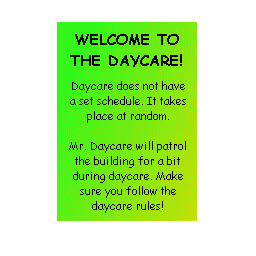 WELCOME TO
THE DAYCARE!
Daycare does not have
a set schedule. It takes
place at random.
Mr. Daycare will patrol
the building for a bit
during daycare. Make
sure you follow the
daycare rules!